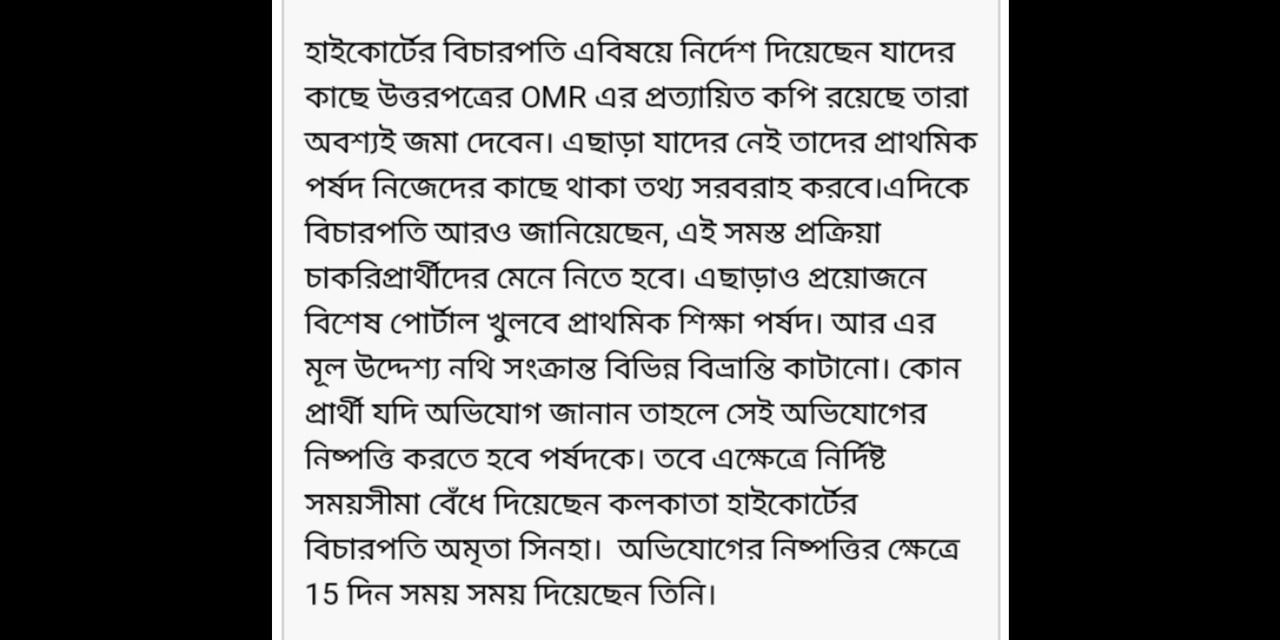 হাইকোর্টের বিচারপতি এবিষয়ে নির্দেশ দিয়েছেন যাদের
কাছে উত্তরপত্রের OMR এর প্রত্যায়িত কপি রয়েছে তারা
অবশ্যই জমা দেবেন। এছাড়া যাদের নেই তাদের প্রাথমিক
পর্ষদ নিজেদের কাছে থাকা তথ্য সরবরাহ করবে।এদিকে
বিচারপতি আরও জানিয়েছেন, এই সমস্ত প্রক্রিয়া
চাকরিপ্রার্থীদের মেনে নিতে হবে। এছাড়াও প্রয়োজনে
বিশেষ পোর্টাল খুলবে প্রাথমিক শিক্ষা পর্ষদ। আর এর
মূল উদ্দেশ্য নথি সংক্রান্ত বিভিন্ন বিভ্রান্তি কাটানো। কোন
প্রার্থী যদি অভিযোগ জানান তাহলে সেই অভিযোগের
নিষ্পত্তি করতে হবে পর্ষদকে। তবে এক্ষেত্রে নির্দিষ্ট
সময়সীমা বেঁধে দিয়েছেন কলকাতা হাইকোর্টের
বিচারপতি অমৃতা সিনহা।  অভিযোগের নিষ্পত্তির ক্ষেত্রে
15 দিন সময় সময় দিয়েছেন তিনি।